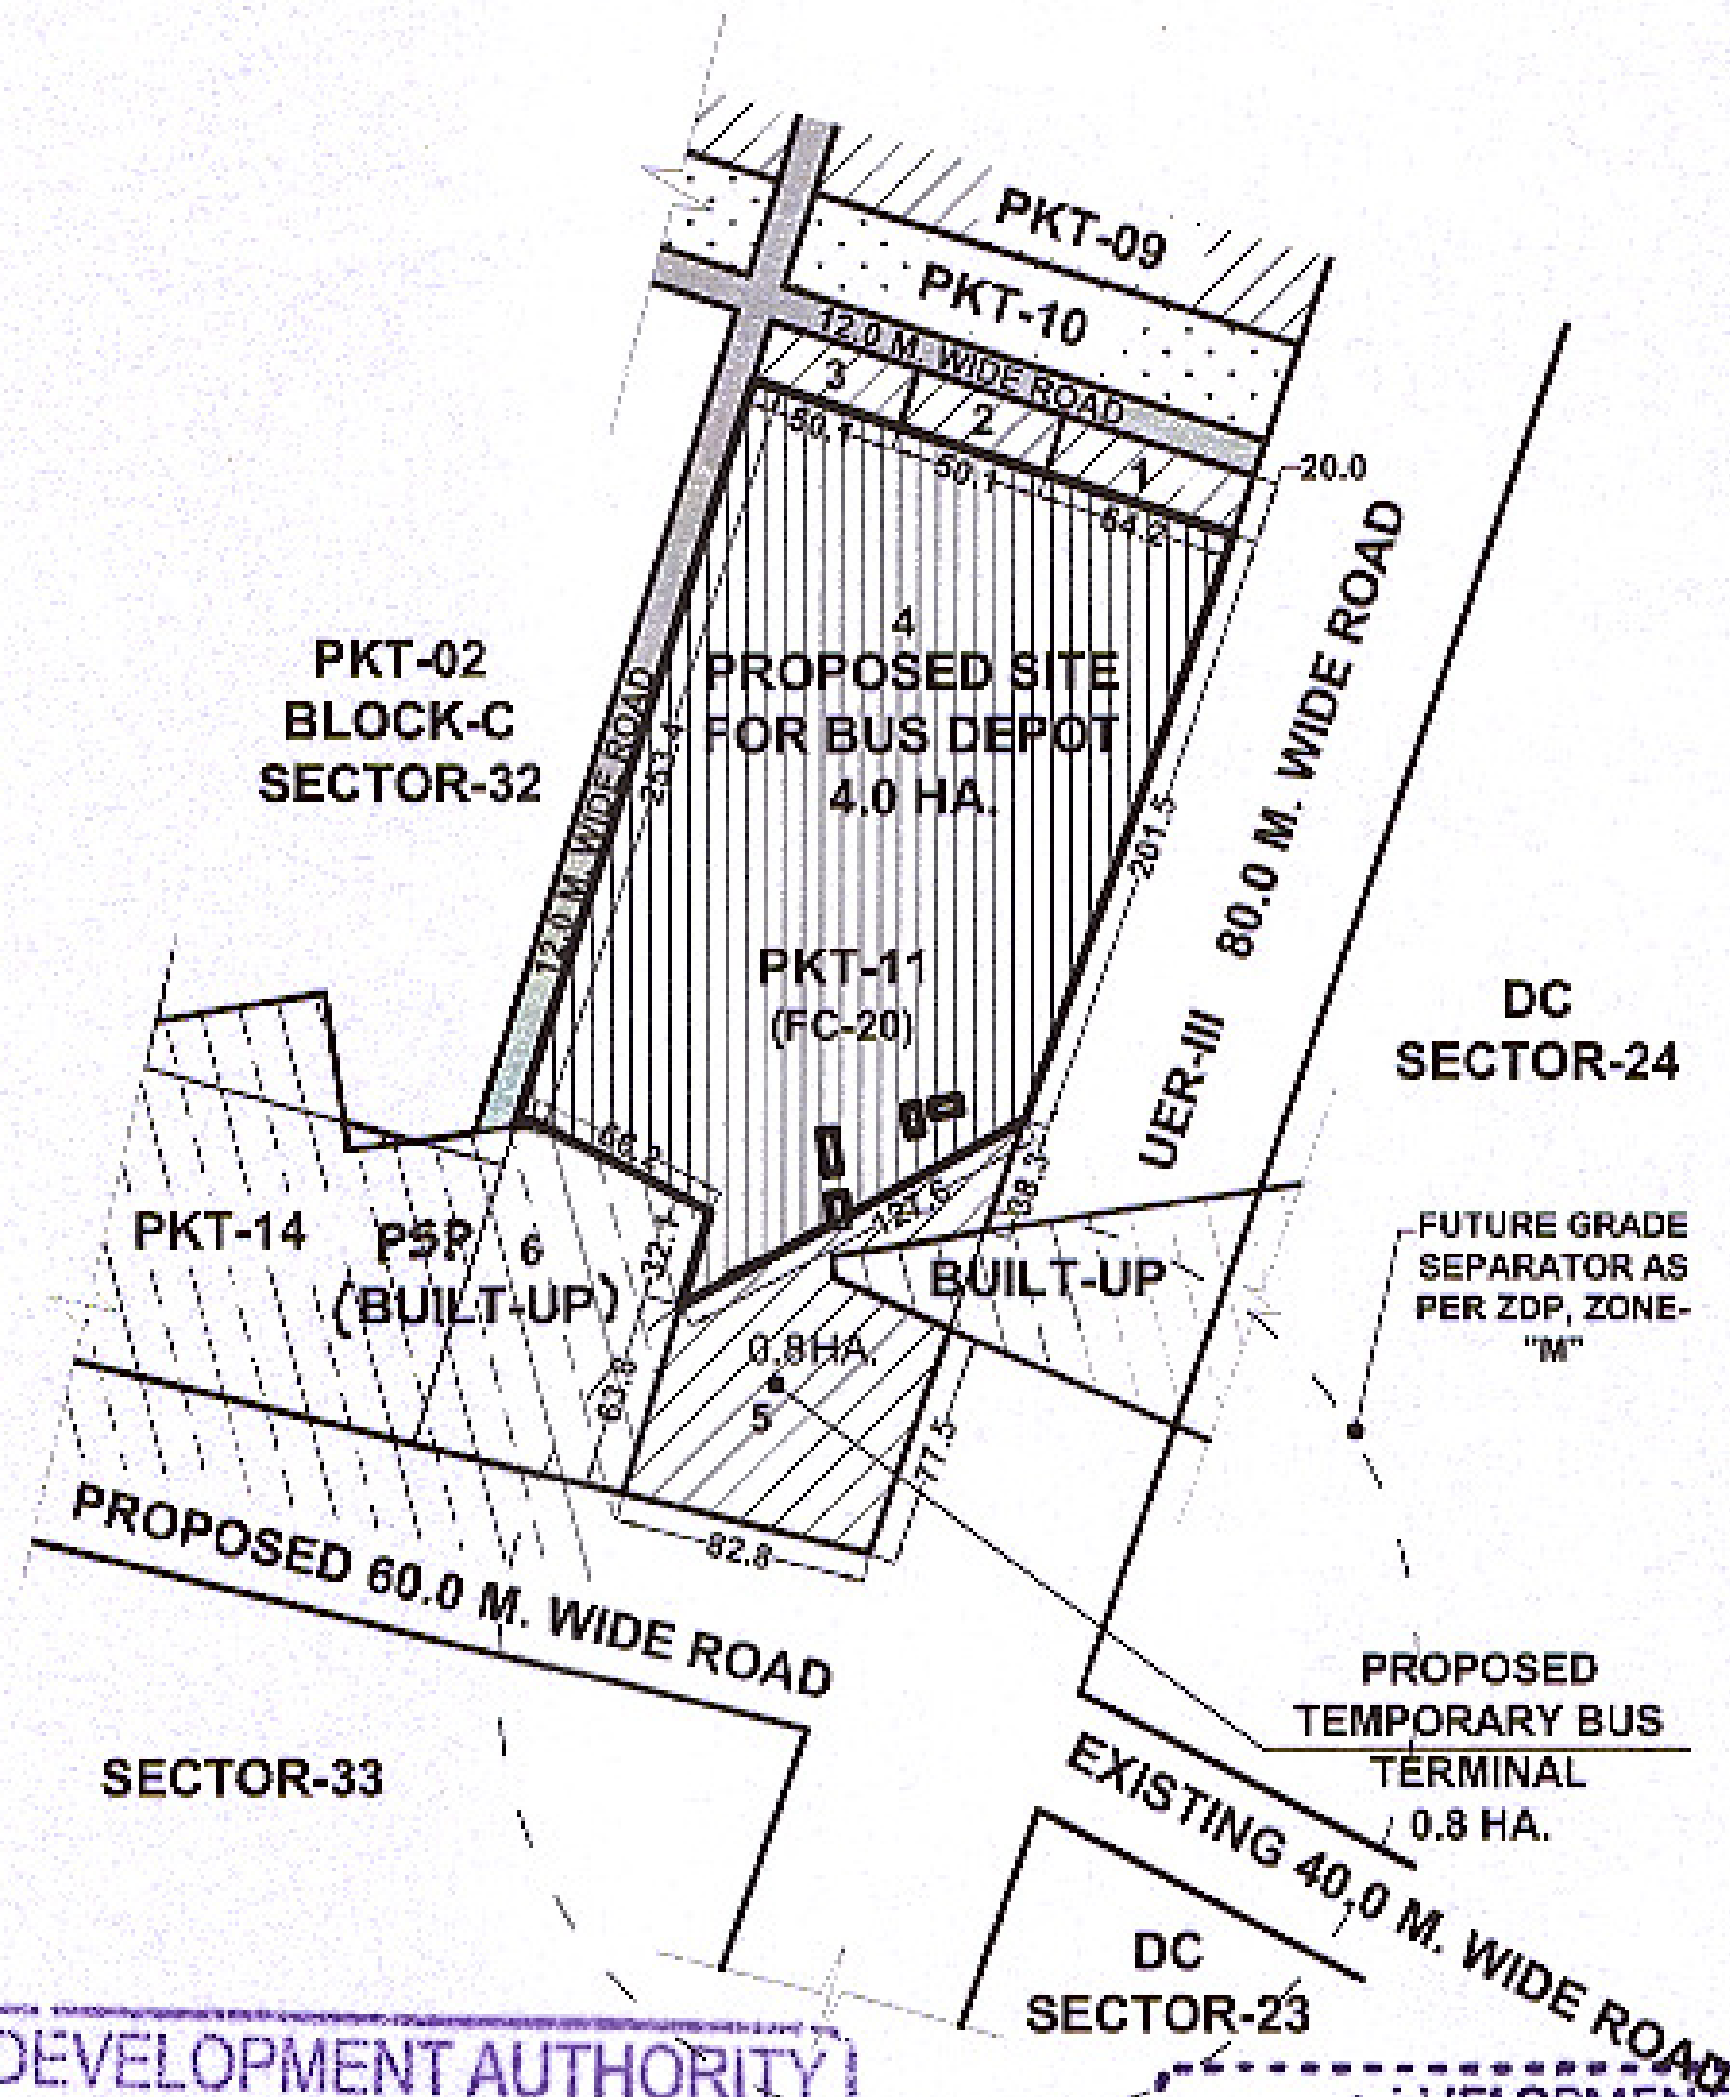 PKT-09
PKT-10
12.0 M. WIDE ROAD
3
2
1
50.1
50.1
64.2
20.0
4
PROPOSED SITE
FOR BUS DEPOT
4.0 HA.
PKT-02
BLOCK-C
SECTOR-32
12.0 M. WIDE ROAD
233.4
201.5
UER-III 80.0 M. WIDE ROAD
PKT-11
(FC-20)
DC
SECTOR-24
66.2
32.1
127.6
38.3
PKT-14
PSP 6
(BUILT-UP)
BUILT-UP
FUTURE GRADE
SEPARATOR AS
PER ZDP, ZONE-
"M"
0.8 HA.
5
63.8
77.5
82.8
PROPOSED 60.0 M. WIDE ROAD
PROPOSED
TEMPORARY BUS
TERMINAL
0.8 HA.
SECTOR-33
EXISTING 40.0 M. WIDE ROAD
DC
SECTOR-23
DEVELOPMENT AUTHORITY